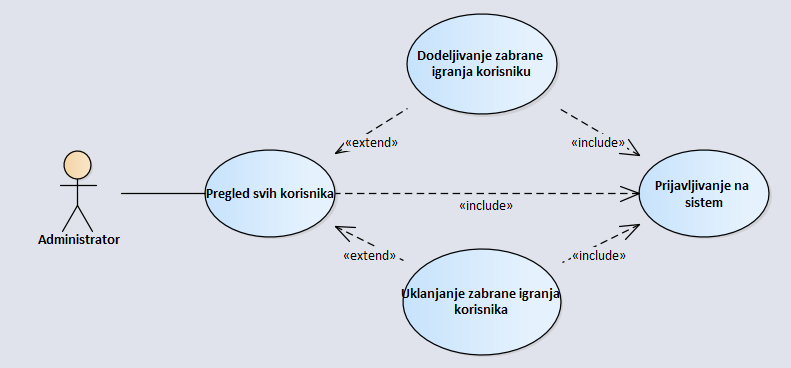 Dodeljivanje zabrane
igranja korisniku
«extend»
«include»
Pregled svih korisnika
Prijavljivanje na
sistem
«include»
Administrator
«extend»
«include»
Uklanjanje zabrane igranja
korisnika